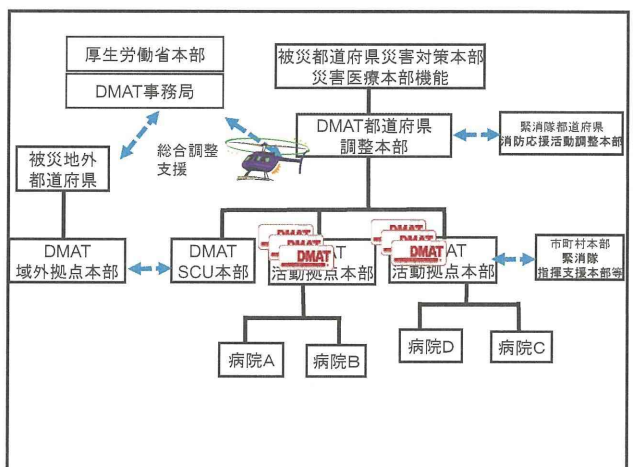 厚生労働省本部
DMAT事務局
被災都道府県災害対策本部
災害医療本部機能
DMAT都道府県
調整本部
緊消隊都道府県
消防応援活動調整本部
総合調整
支援
被災地外
都道府県
DMAT
域外拠点本部
DMAT
SCU本部
DMAT
DMAT
DMAT
活動拠点本部
DMAT
DMAT
DMAT
活動拠点本部
市町村本部
緊消隊
指揮支援本部等
病院A
病院B
病院D
病院C